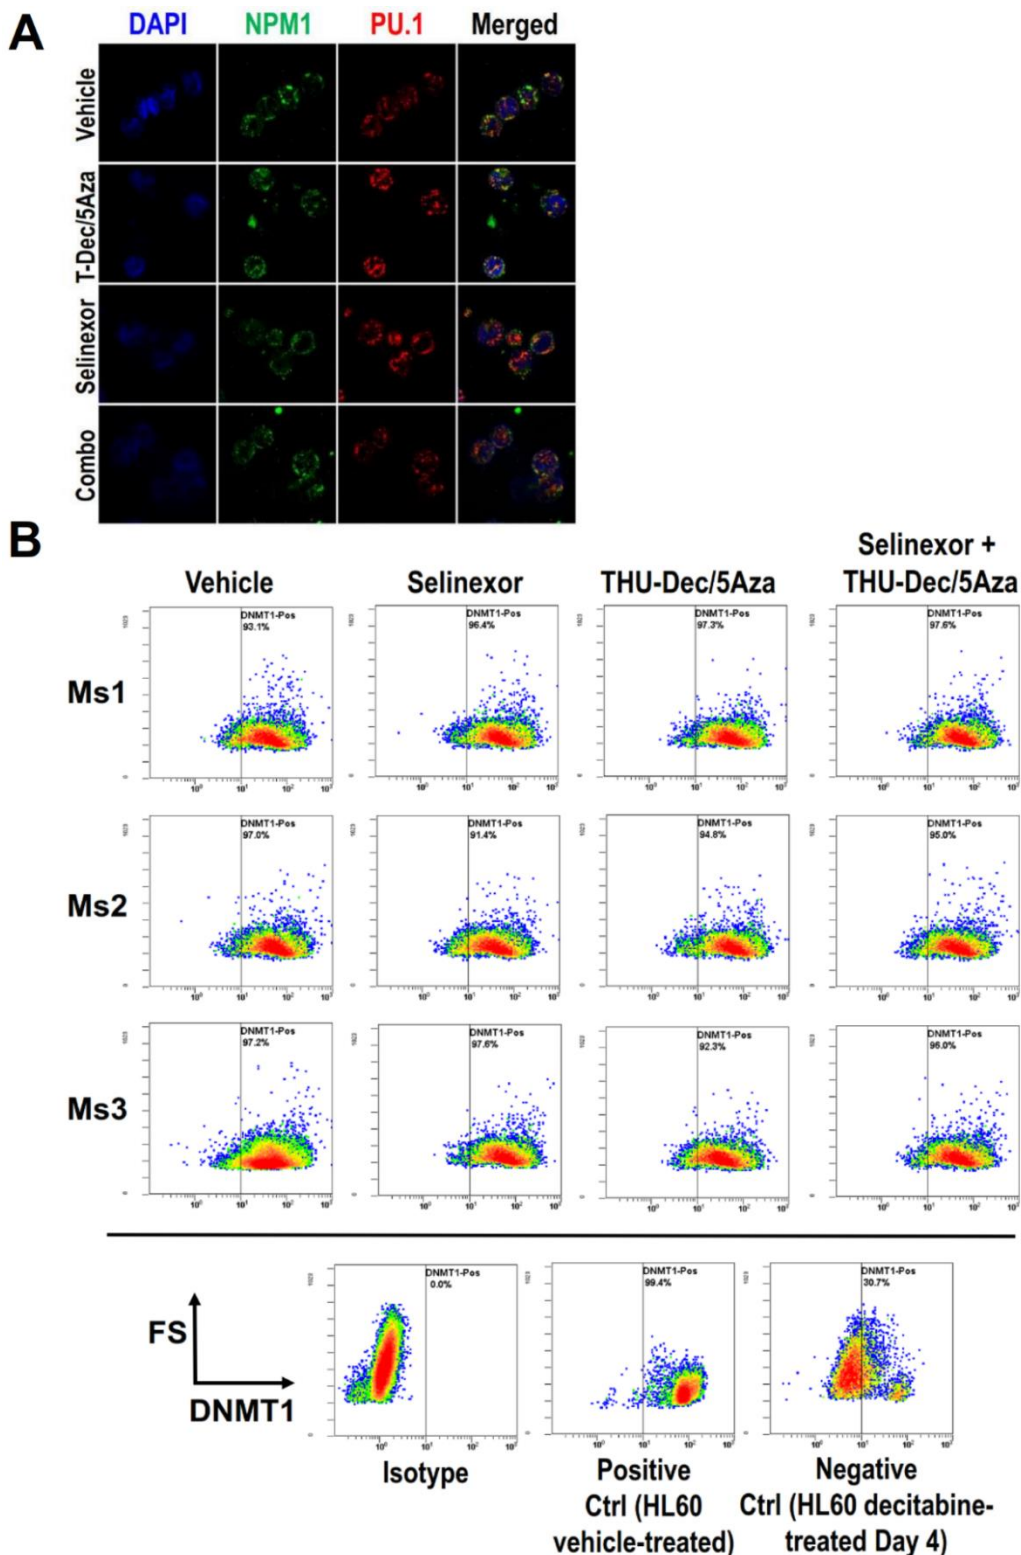 A
DAPI NPM1 PU.1 Merged
Vehicle
T-Dec/5Aza
Selinexor
Combo
B
Vehicle Selinexor THU-Dec/5Aza Selinexor +
THU-Dec/5Aza
Ms1
DNMT1-Pos
93.1%
DNMT1-Pos
96.4%
DNMT1-Pos
97.3%
DNMT1-Pos
97.6%
Ms2
DNMT1-Pos
97.0%
DNMT1-Pos
91.4%
DNMT1-Pos
94.8%
DNMT1-Pos
95.0%
Ms3
DNMT1-Pos
97.2%
DNMT1-Pos
97.6%
DNMT1-Pos
92.3%
DNMT1-Pos
96.0%
FS
DNMT1
DNMT1-Pos
0.0%
DNMT1-Pos
99.4%
DNMT1-Pos
30.7%
Isotype
Positive
Ctrl (HL60
vehicle-treated)
Negative
Ctrl (HL60 decitabine-
treated Day 4)